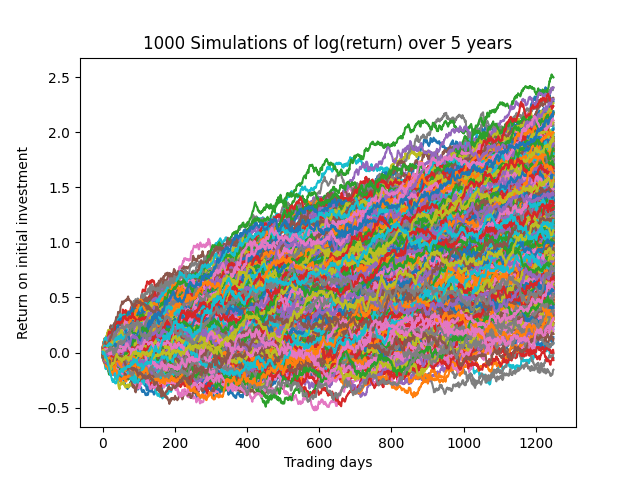 1000 Simulations of log(return) over 5 years
Return on initial investment
2.5
2.0
1.5
1.0
0.5
0.0
−0.5
0 200 400 600 800 1000 1200
Trading days